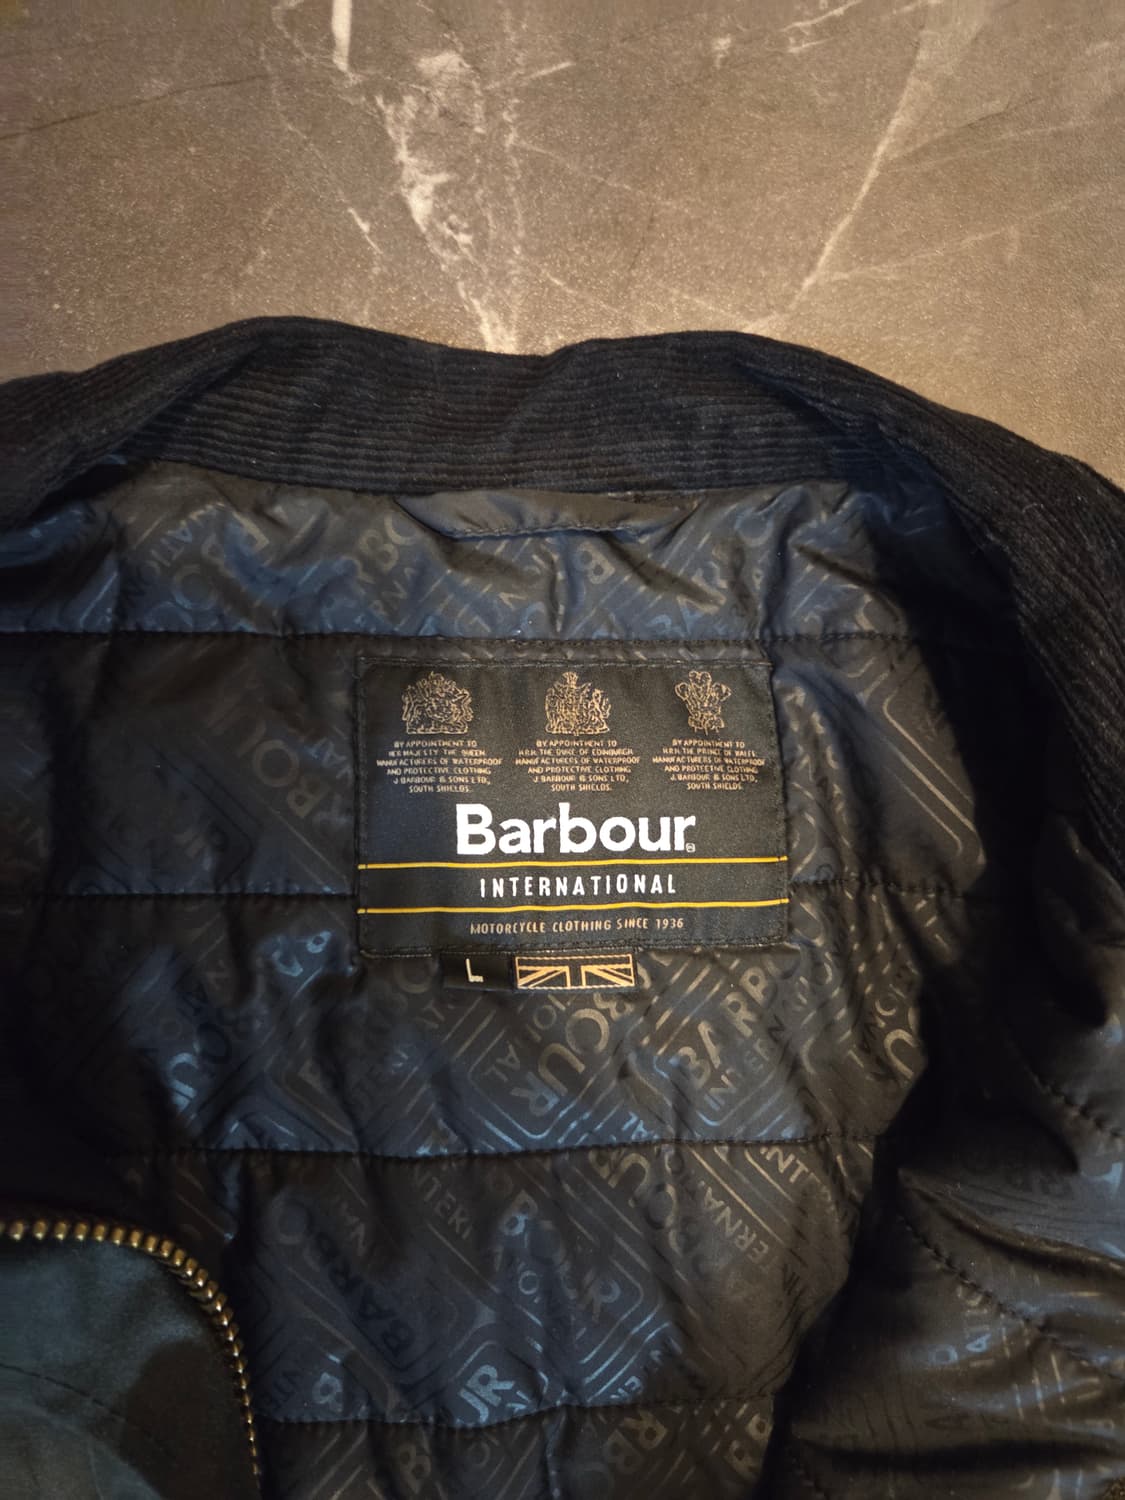 BY APPOINTMENT TO
HER MAJESTY THE QUEEN
MANUFACTURERS OF WATERPROOF
AND PROTECTIVE CLOTHING
J. BARBOUR & SONS LTD,
SOUTH SHIELDS.
BY APPOINTMENT TO
H.R.H. THE DUKE OF EDINBURGH
MANUFACTURERS OF WATERPROOF
AND PROTECTIVE CLOTHING
J. BARBOUR & SONS LTD,
SOUTH SHIELDS.
BY APPOINTMENT TO
H.R.H. THE PRINCE OF WALES
MANUFACTURERS OF WATERPROOF
AND PROTECTIVE CLOTHING
J. BARBOUR & SONS LTD,
SOUTH SHIELDS.
Barbour®
INTERNATIONAL
MOTORCYCLE CLOTHING SINCE 1936
L